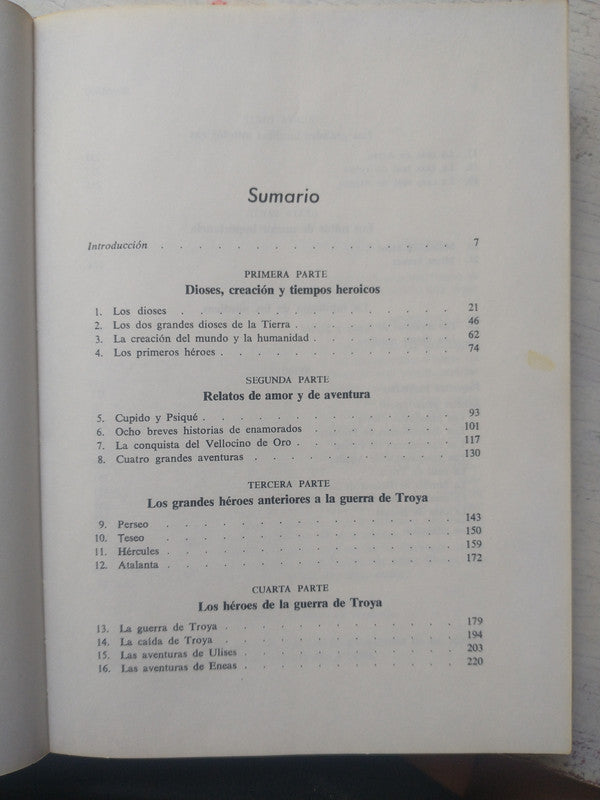 Sumario
Introducción . . . . . . . . . . . . . . . . 7
PRIMERA PARTE
Dioses, creación y tiempos heroicos
1. Los dioses . . . . . . . . . . . . . . 21
2. Los dos grandes dioses de la Tierra . . . . . . . . 46
3. La creación del mundo y la humanidad . . . . . . . 62
4. Los primeros héroes . . . . . . . . . . . 74
SEGUNDA PARTE
Relatos de amor y de aventura
5. Cupido y Psiqué . . . . . . . . . . . . . 93
6. Ocho breves historias de enamorados . . . . . . . 101
7. La conquista del Vellocino de Oro . . . . . . . . 117
8. Cuatro grandes aventuras . . . . . . . . . . 130
TERCERA PARTE
Los grandes héroes anteriores a la guerra de Troya
9. Perseo . . . . . . . . . . . . . . 143
10. Teseo . . . . . . . . . . . . . . 150
11. Hércules . . . . . . . . . . . . . . 159
12. Atalanta . . . . . . . . . . . . . . 172
CUARTA PARTE
Los héroes de la guerra de Troya
13. La guerra de Troya . . . . . . . . . . . 179
14. La caída de Troya . . . . . . . . . . . 194
15. Las aventuras de Ulises . . . . . . . . . . 203
16. Las aventuras de Eneas . . . . . . . . . . 220